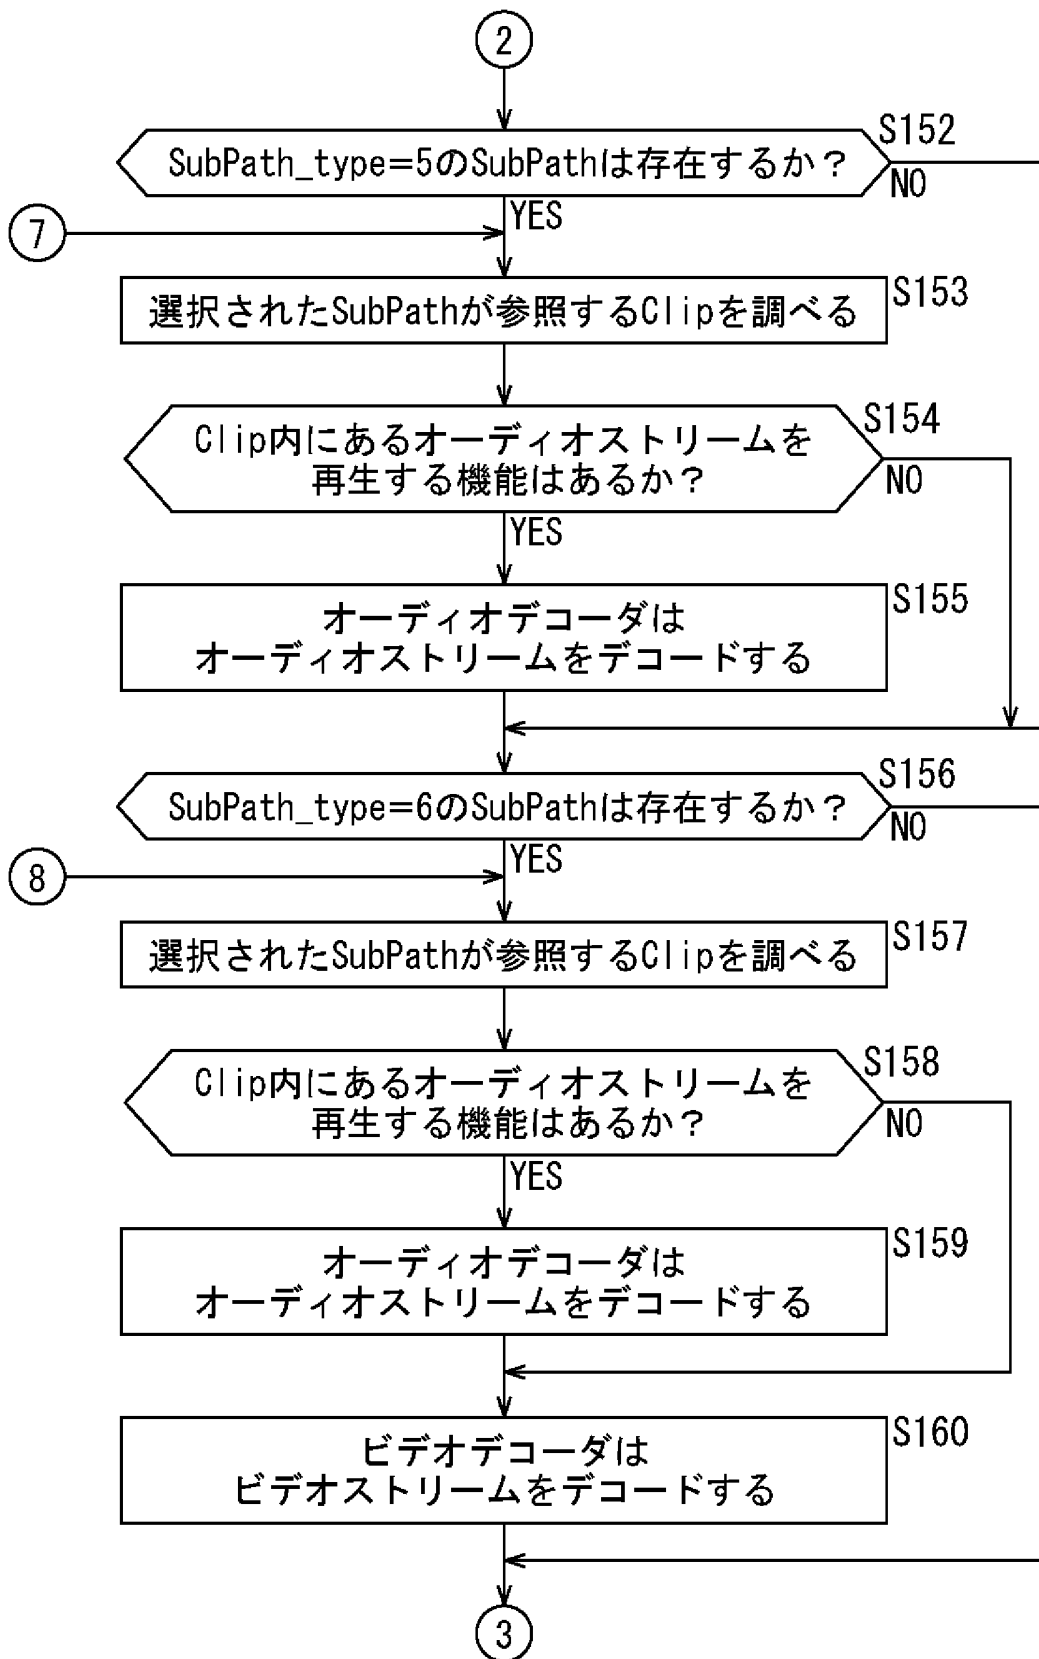 2
SubPath_type=5のSubPathは存在するか?
S152
NO
YES
7
選択されたSubPathが参照するClipを調べる
S153
Clip内にあるオーディオストリームを
再生する機能はあるか?
S154
NO
YES
オーディオデコーダは
オーディオストリームをデコードする
S155
SubPath_type=6のSubPathは存在するか?
S156
NO
YES
8
選択されたSubPathが参照するClipを調べる
S157
Clip内にあるオーディオストリームを
再生する機能はあるか?
S158
NO
YES
オーディオデコーダは
オーディオストリームをデコードする
S159
ビデオデコーダは
ビデオストリームをデコードする
S160
3